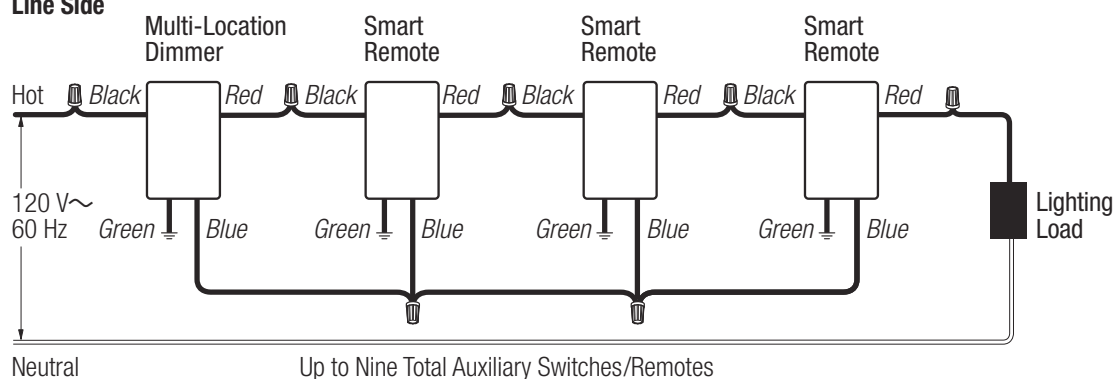 Line Side
Multi-Location
Dimmer
Smart
Remote
Smart
Remote
Smart
Remote
Hot
Black
Red
Black
Red
Black
Red
Black
Red
120 V~
60 Hz
Green
Blue
Green
Blue
Green
Blue
Green
Blue
Lighting
Load
Neutral
Up to Nine Total Auxiliary Switches/Remotes